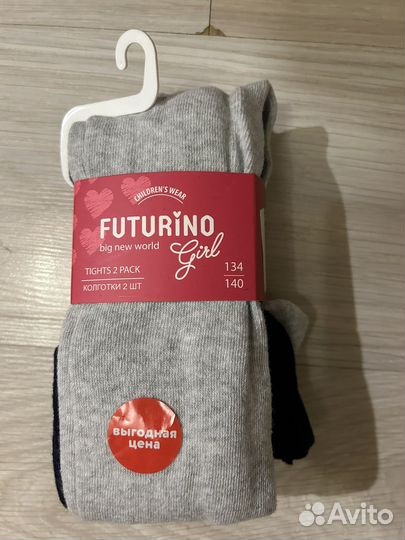 CHILDREN'S WEAR
FUTURINO
big new world
Girl
TIGHTS 2 PACK
КОЛГОТКИ 2 ШТ
134
140
выгодная
цена
Avito